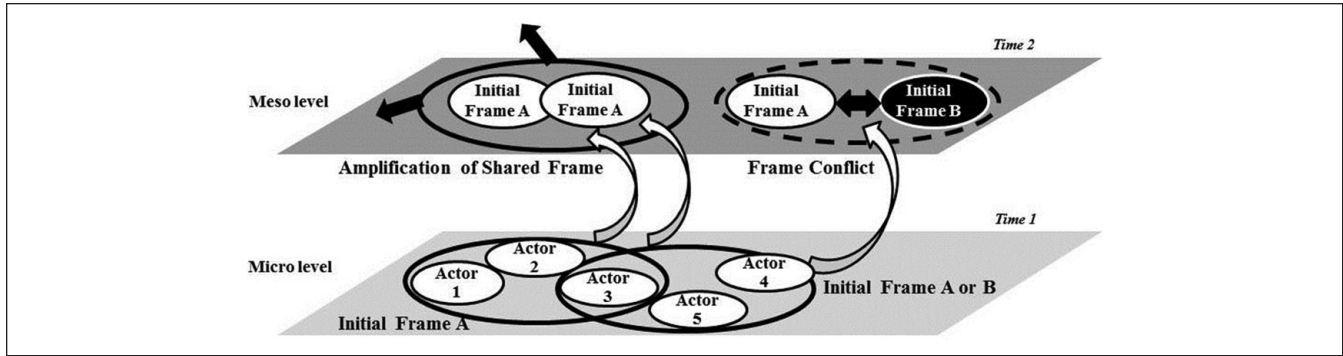 Time 2
Meso level
Initial
Frame A
Initial
Frame A
Initial
Frame A
Initial
Frame B
Amplification of Shared Frame
Frame Conflict
Time 1
Micro level
Actor
1
Actor
2
Actor
3
Actor
4
Actor
5
Initial Frame A
Initial Frame A or B